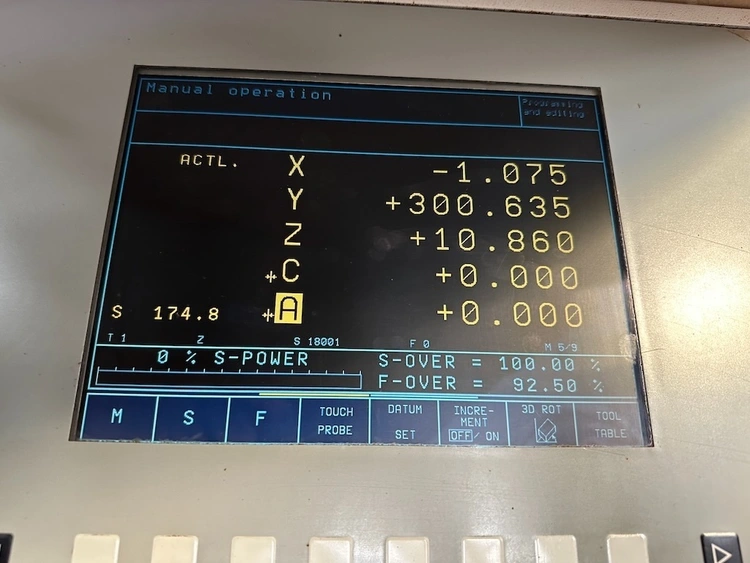 Manual operation
Programming
and editing
ACTL. X -1.075
Y +300.635
Z +10.860
C +0.000
S 174.8 A +0.000
T 1 Z S 18001 F 0 M 5/9
0 % S-POWER S-OVER = 100.00 %
F-OVER = 92.50 %
M S F TOUCH PROBE DATUM SET INCRE-MENT OFF/ON 3D ROT TOOL TABLE